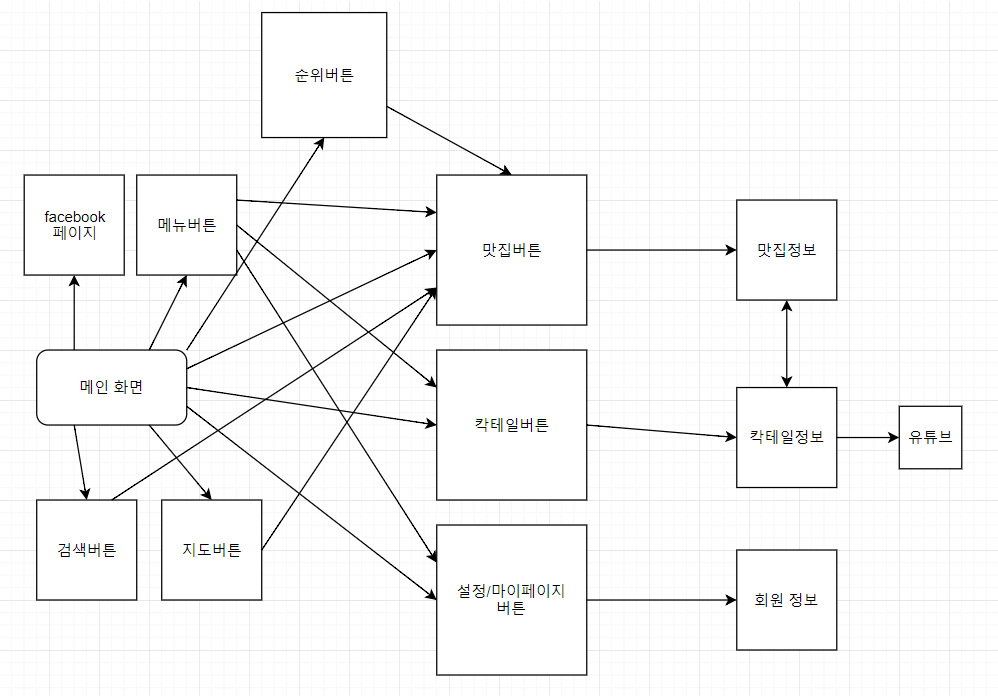 순위버튼
facebook
페이지
메뉴버튼
맛집버튼
맛집정보
메인 화면
칵테일버튼
칵테일정보
유튜브
검색버튼
지도버튼
설정/마이페이지
버튼
회원 정보